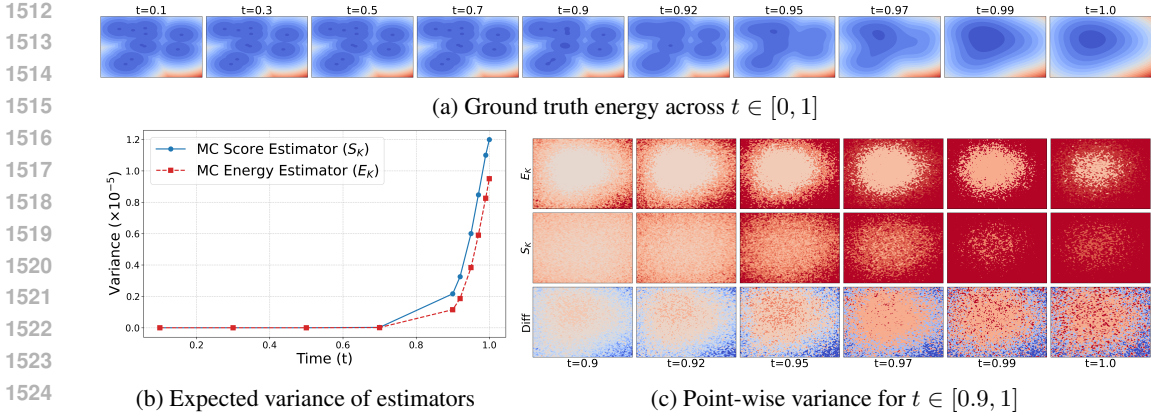 1512
1513
1514
1515
1516
1517
1518
1519
1520
1521
1522
1523
1524
t=0.1 t=0.3 t=0.5 t=0.7 t=0.9 t=0.92 t=0.95 t=0.97 t=0.99 t=1.0
(a) Ground truth energy across t ∈ [0, 1]
MC Score Estimator (S_K)
MC Energy Estimator (E_K)
Variance (×10⁻⁵)
1.2
1.0
0.8
0.6
0.4
0.2
0.0
0.2 0.4 0.6 0.8 1.0
Time (t)
(b) Expected variance of estimators
E_K
S_K
Diff
t=0.9 t=0.92 t=0.95 t=0.97 t=0.99 t=1.0
(c) Point-wise variance for t ∈ [0.9, 1]